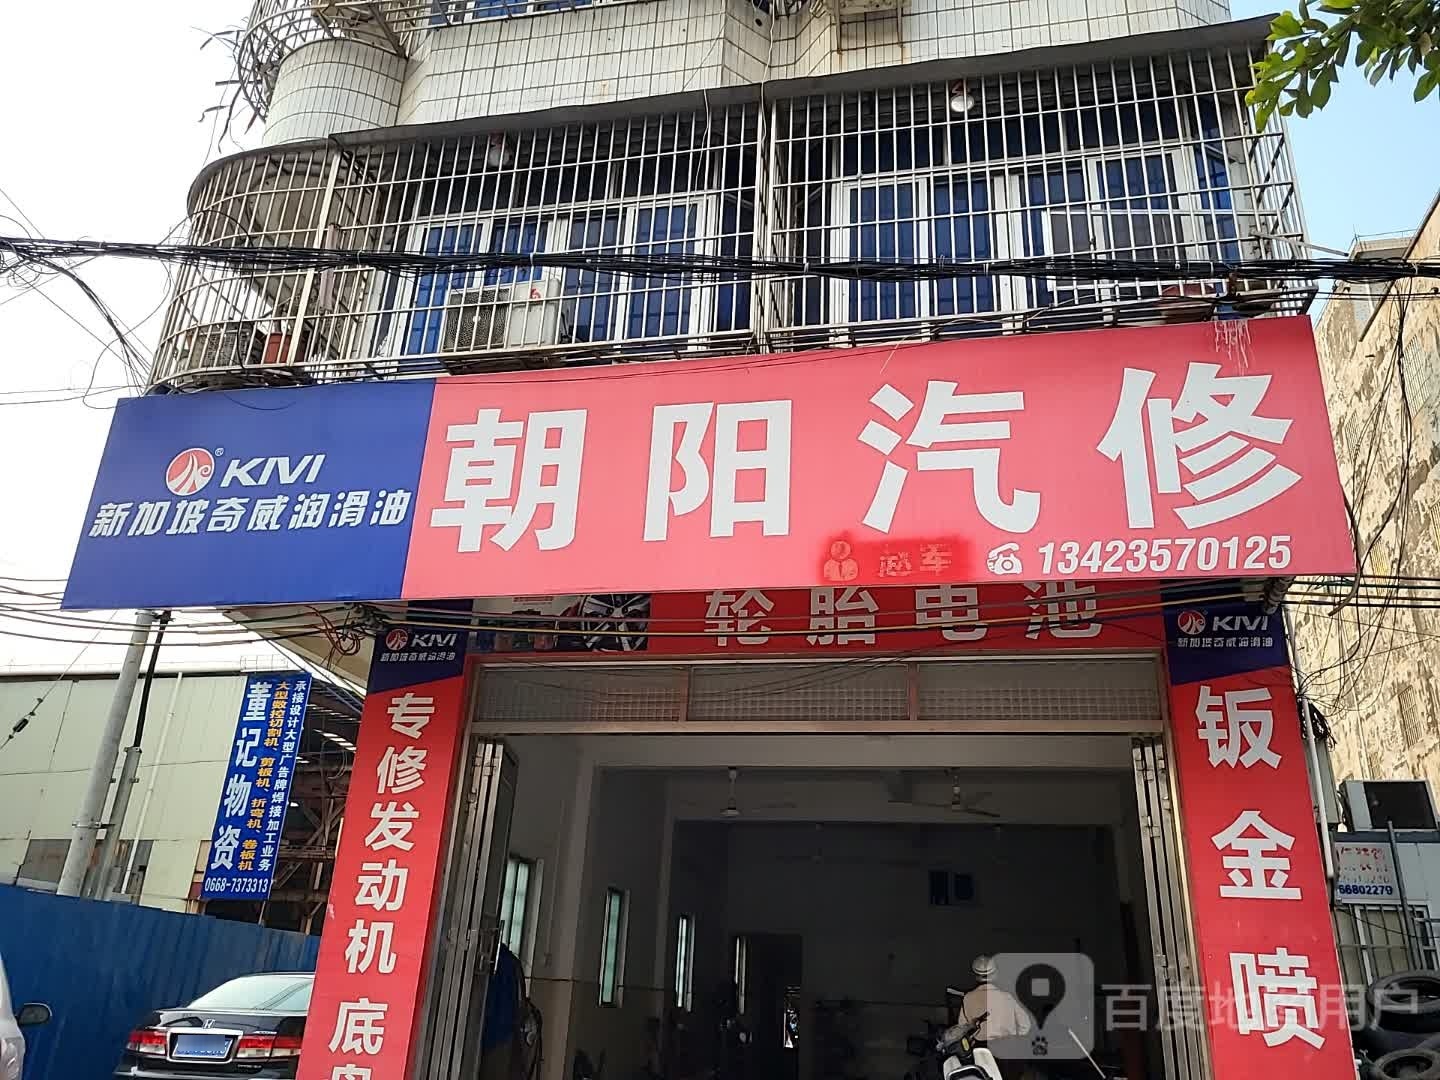 KIVI
新加坡奇威润滑油
朝阳汽修
13423570125
轮胎电池
KIVI
新加坡奇威润滑油
KIVI
新加坡奇威润滑油
专修发动机 底
钣金喷
承接设计大型广告牌焊接加工业务
大型数控切割机、剪板机、折弯机、卷板机
董记物资
0668-7373313
66802279
百度地图用户